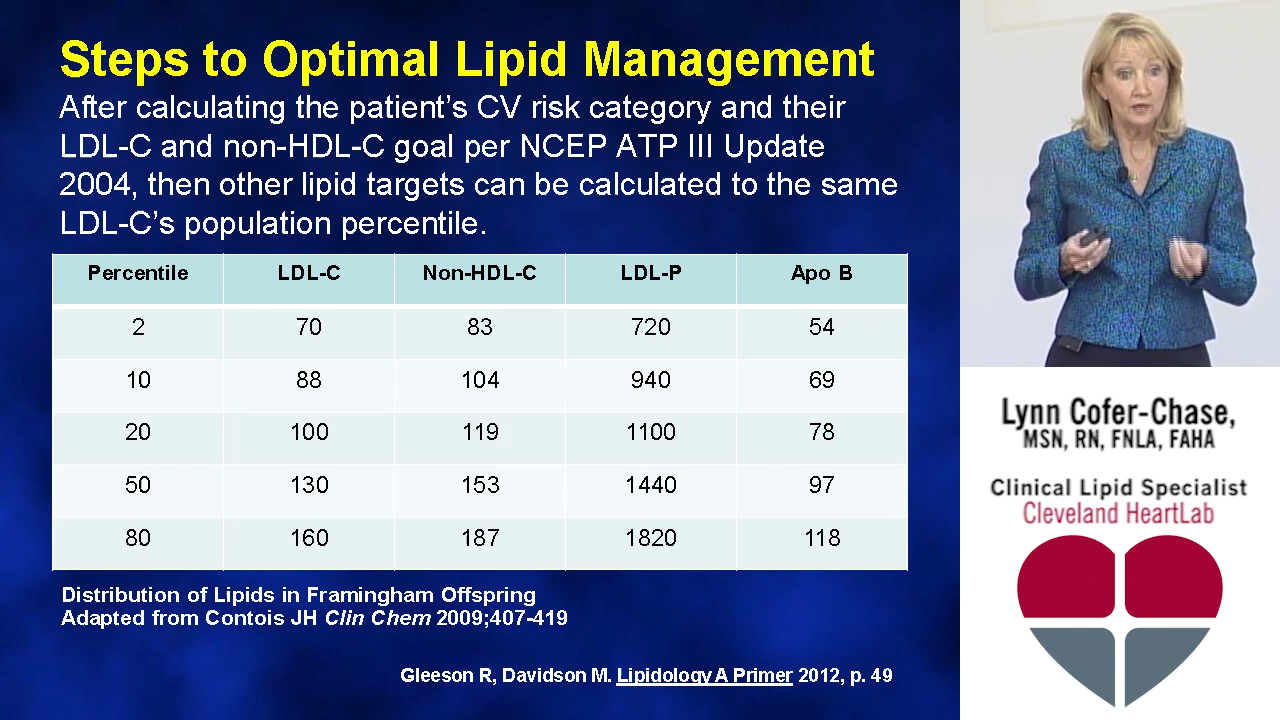 Steps to Optimal Lipid Management
After calculating the patient's CV risk category and their
LDL-C and non-HDL-C goal per NCEP ATP III Update
2004, then other lipid targets can be calculated to the same
LDL-C's population percentile.
Percentile LDL-C Non-HDL-C LDL-P Apo B
2 70 83 720 54
10 88 104 940 69
20 100 119 1100 78
50 130 153 1440 97
80 160 187 1820 118
Distribution of Lipids in Framingham Offspring
Adapted from Contois JH Clin Chem 2009;407-419
Gleeson R, Davidson M. Lipidology A Primer 2012, p. 49
Lynn Cofer-Chase,
MSN, RN, FNLA, FAHA
Clinical Lipid Specialist
Cleveland HeartLab